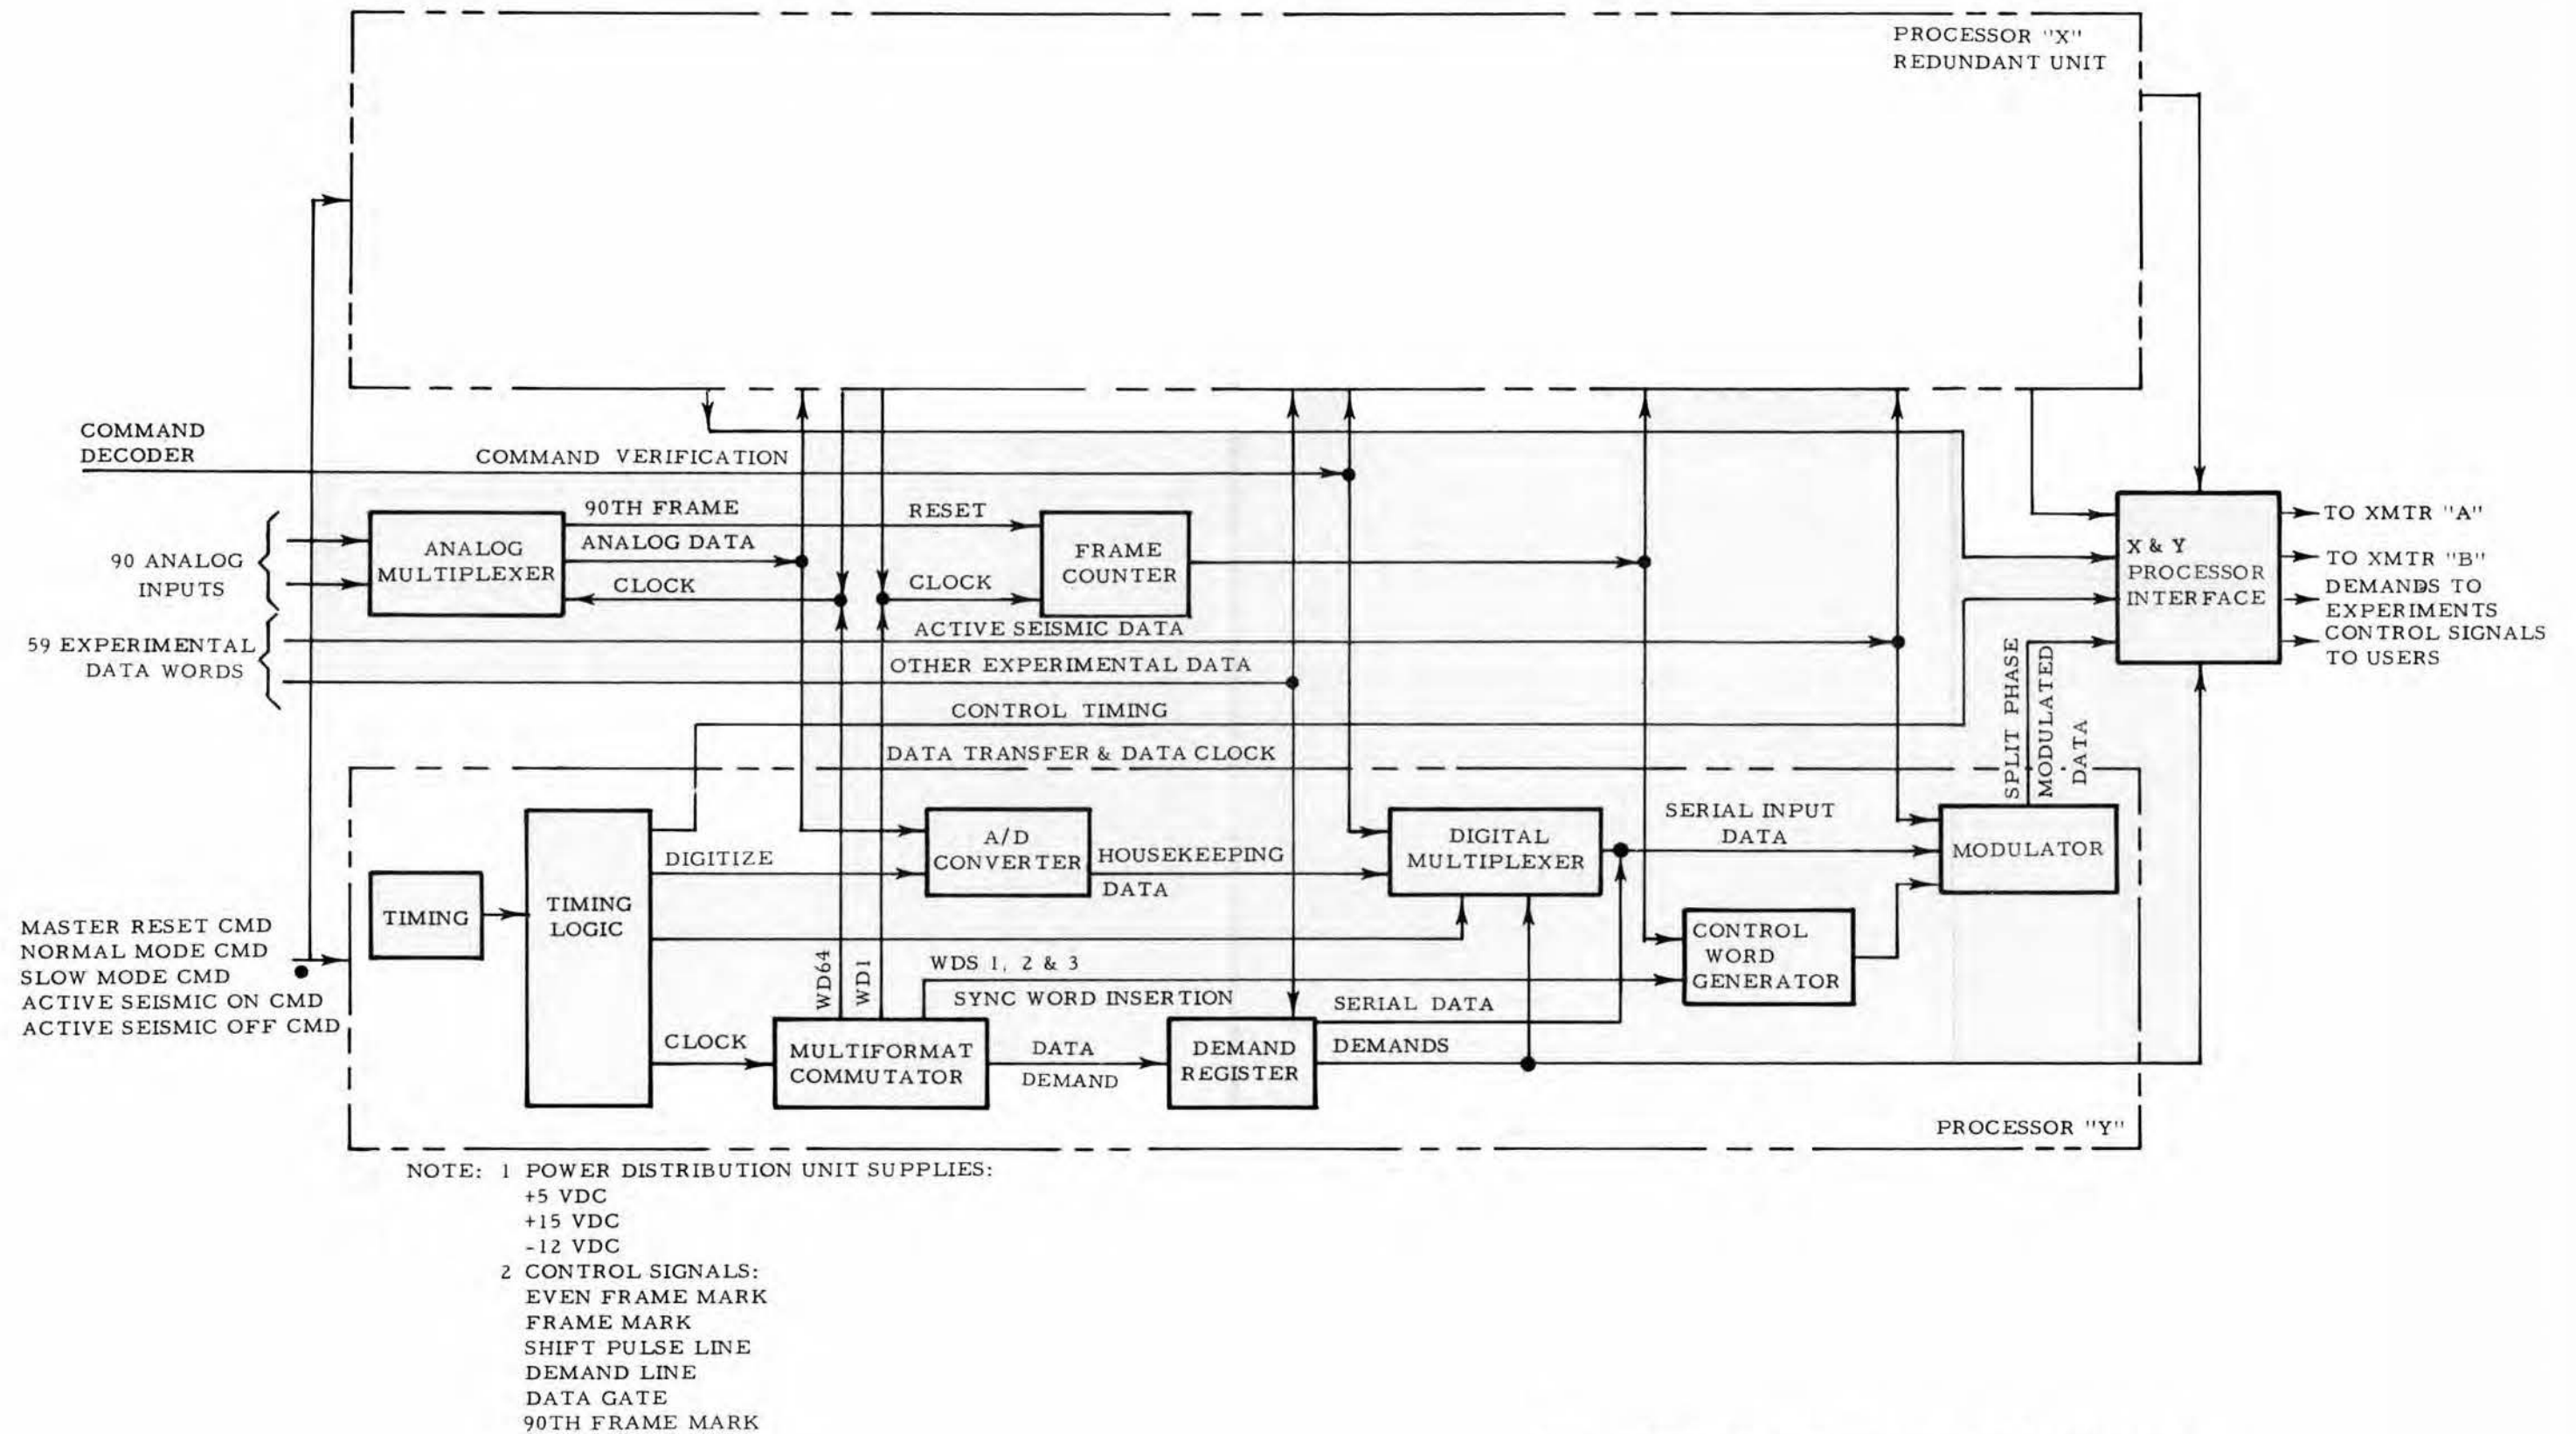 PROCESSOR "X"
REDUNDANT UNIT
COMMAND
DECODER
COMMAND VERIFICATION
90TH FRAME
RESET
ANALOG DATA
CLOCK
CLOCK
90 ANALOG
INPUTS
ANALOG
MULTIPLEXER
FRAME
COUNTER
X & Y
PROCESSOR
INTERFACE
TO XMTR "A"
TO XMTR "B"
DEMANDS TO
EXPERIMENTS
CONTROL SIGNALS
TO USERS
59 EXPERIMENTAL
DATA WORDS
ACTIVE SEISMIC DATA
OTHER EXPERIMENTAL DATA
CONTROL TIMING
DATA TRANSFER & DATA CLOCK
SPLIT PHASE
MODULATED
DATA
TIMING
TIMING
LOGIC
DIGITIZE
A/D
CONVERTER
HOUSEKEEPING
DATA
DIGITAL
MULTIPLEXER
SERIAL INPUT
DATA
MODULATOR
MASTER RESET CMD
NORMAL MODE CMD
SLOW MODE CMD
ACTIVE SEISMIC ON CMD
ACTIVE SEISMIC OFF CMD
WD64
WD1
WDS 1, 2 & 3
SYNC WORD INSERTION
CONTROL
WORD
GENERATOR
CLOCK
MULTIFORMAT
COMMUTATOR
DATA
DEMAND
DEMAND
REGISTER
SERIAL DATA
DEMANDS
PROCESSOR "Y"
NOTE: 1 POWER DISTRIBUTION UNIT SUPPLIES:
+5 VDC
+15 VDC
-12 VDC
2 CONTROL SIGNALS:
EVEN FRAME MARK
FRAME MARK
SHIFT PULSE LINE
DEMAND LINE
DATA GATE
90TH FRAME MARK